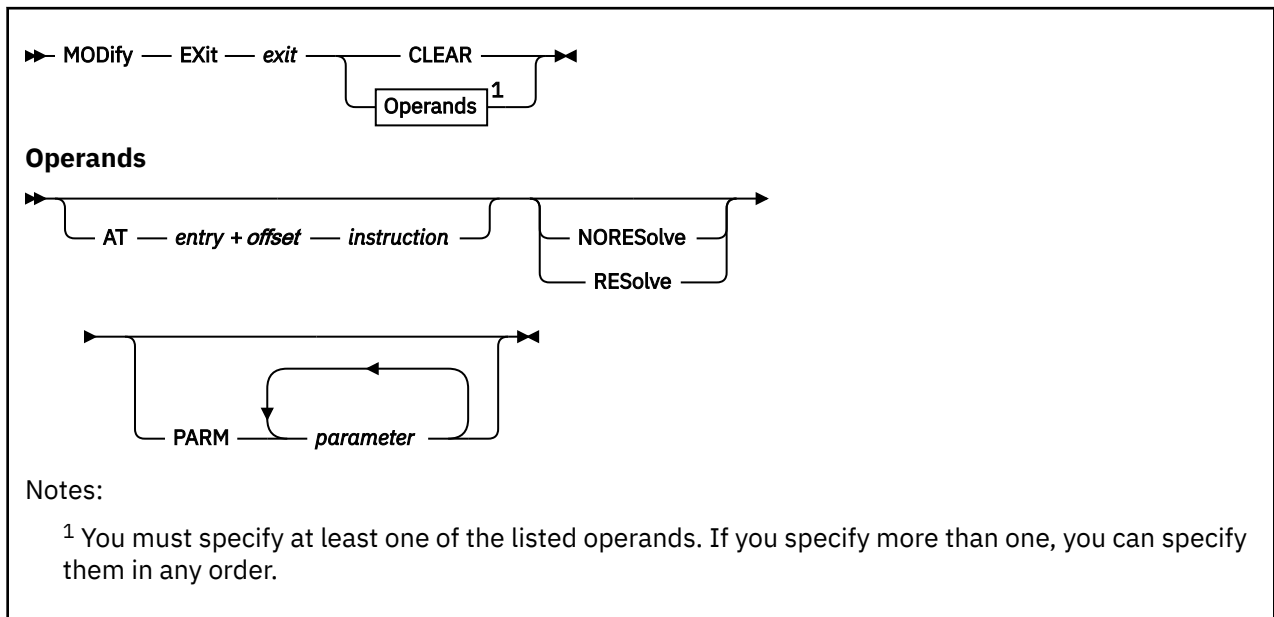 MODify EXit exit CLEAR
Operands 1
Operands
AT entry + offset instruction NORESolve
RESolve
PARM parameter
Notes:
1 You must specify at least one of the listed operands. If you specify more than one, you can specify
them in any order.